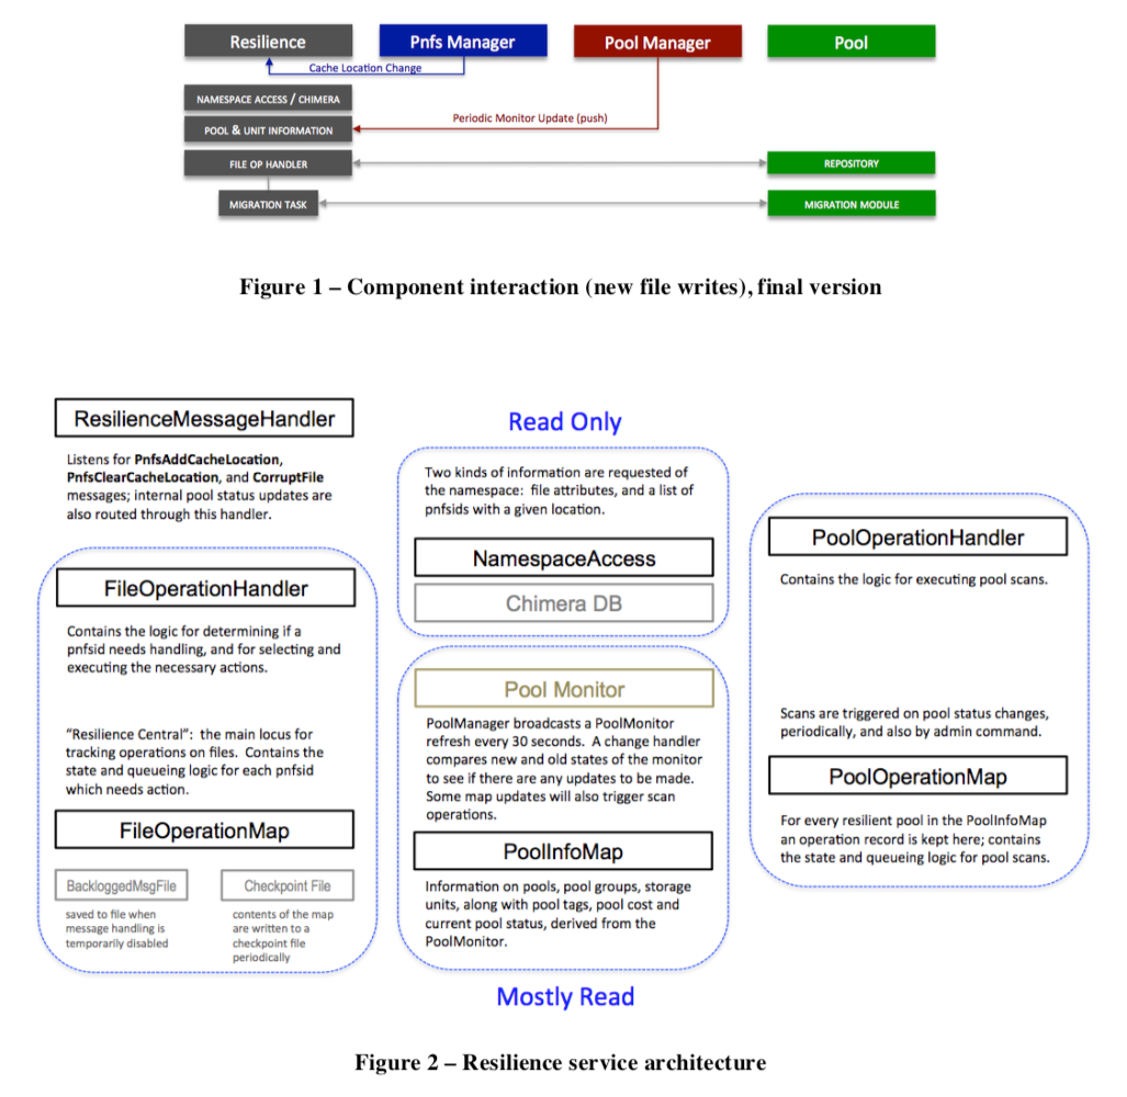 Resilience
Pnfs Manager
Pool Manager
Pool
Cache Location Change
NAMESPACE ACCESS / CHIMERA
POOL & UNIT INFORMATION
Periodic Monitor Update (push)
FILE OP HANDLER
REPOSITORY
MIGRATION TASK
MIGRATION MODULE
Figure 1 – Component interaction (new file writes), final version
ResilienceMessageHandler
Listens for PnfsAddCacheLocation,
PnfsClearCacheLocation, and CorruptFile
messages; internal pool status updates are
also routed through this handler.
FileOperationHandler
Contains the logic for determining if a
pnfsid needs handling, and for selecting and
executing the necessary actions.
“Resilience Central”: the main locus for
tracking operations on files. Contains the
state and queueing logic for each pnfsid
which needs action.
FileOperationMap
BackloggedMsgFile
saved to file when
message handling is
temporarily disabled
Checkpoint File
contents of the map
are written to a
checkpoint file
periodically
Read Only
Two kinds of information are requested of
the namespace: file attributes, and a list of
pnfsids with a given location.
NamespaceAccess
Chimera DB
Pool Monitor
PoolManager broadcasts a PoolMonitor
refresh every 30 seconds. A change handler
compares new and old states of the monitor
to see if there are any updates to be made.
Some map updates will also trigger scan
operations.
PoolInfoMap
Information on pools, pool groups, storage
units, along with pool tags, pool cost and
current pool status, derived from the
PoolMonitor.
Mostly Read
PoolOperationHandler
Contains the logic for executing pool scans.
Scans are triggered on pool status changes,
periodically, and also by admin command.
PoolOperationMap
For every resilient pool in the PoolInfoMap
an operation record is kept here; contains
the state and queueing logic for pool scans.
Figure 2 – Resilience service architecture